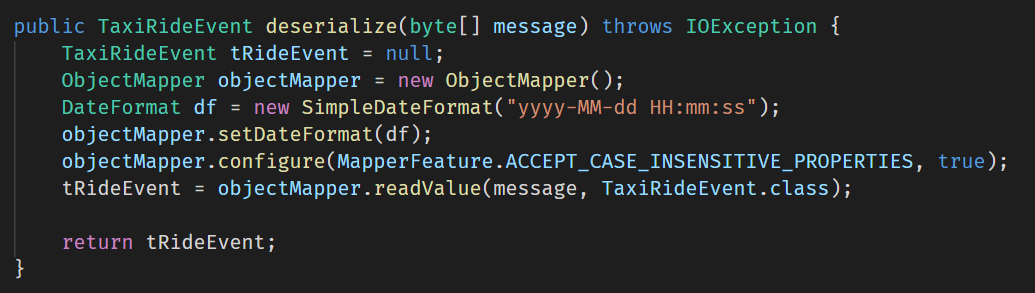 public TaxiRideEvent deserialize(byte[] message) throws IOException {
    TaxiRideEvent tRideEvent = null;
    ObjectMapper objectMapper = new ObjectMapper();
    DateFormat df = new SimpleDateFormat("yyyy-MM-dd HH:mm:ss");
    objectMapper.setDateFormat(df);
    objectMapper.configure(MapperFeature.ACCEPT_CASE_INSENSITIVE_PROPERTIES, true);
    tRideEvent = objectMapper.readValue(message, TaxiRideEvent.class);

    return tRideEvent;
}